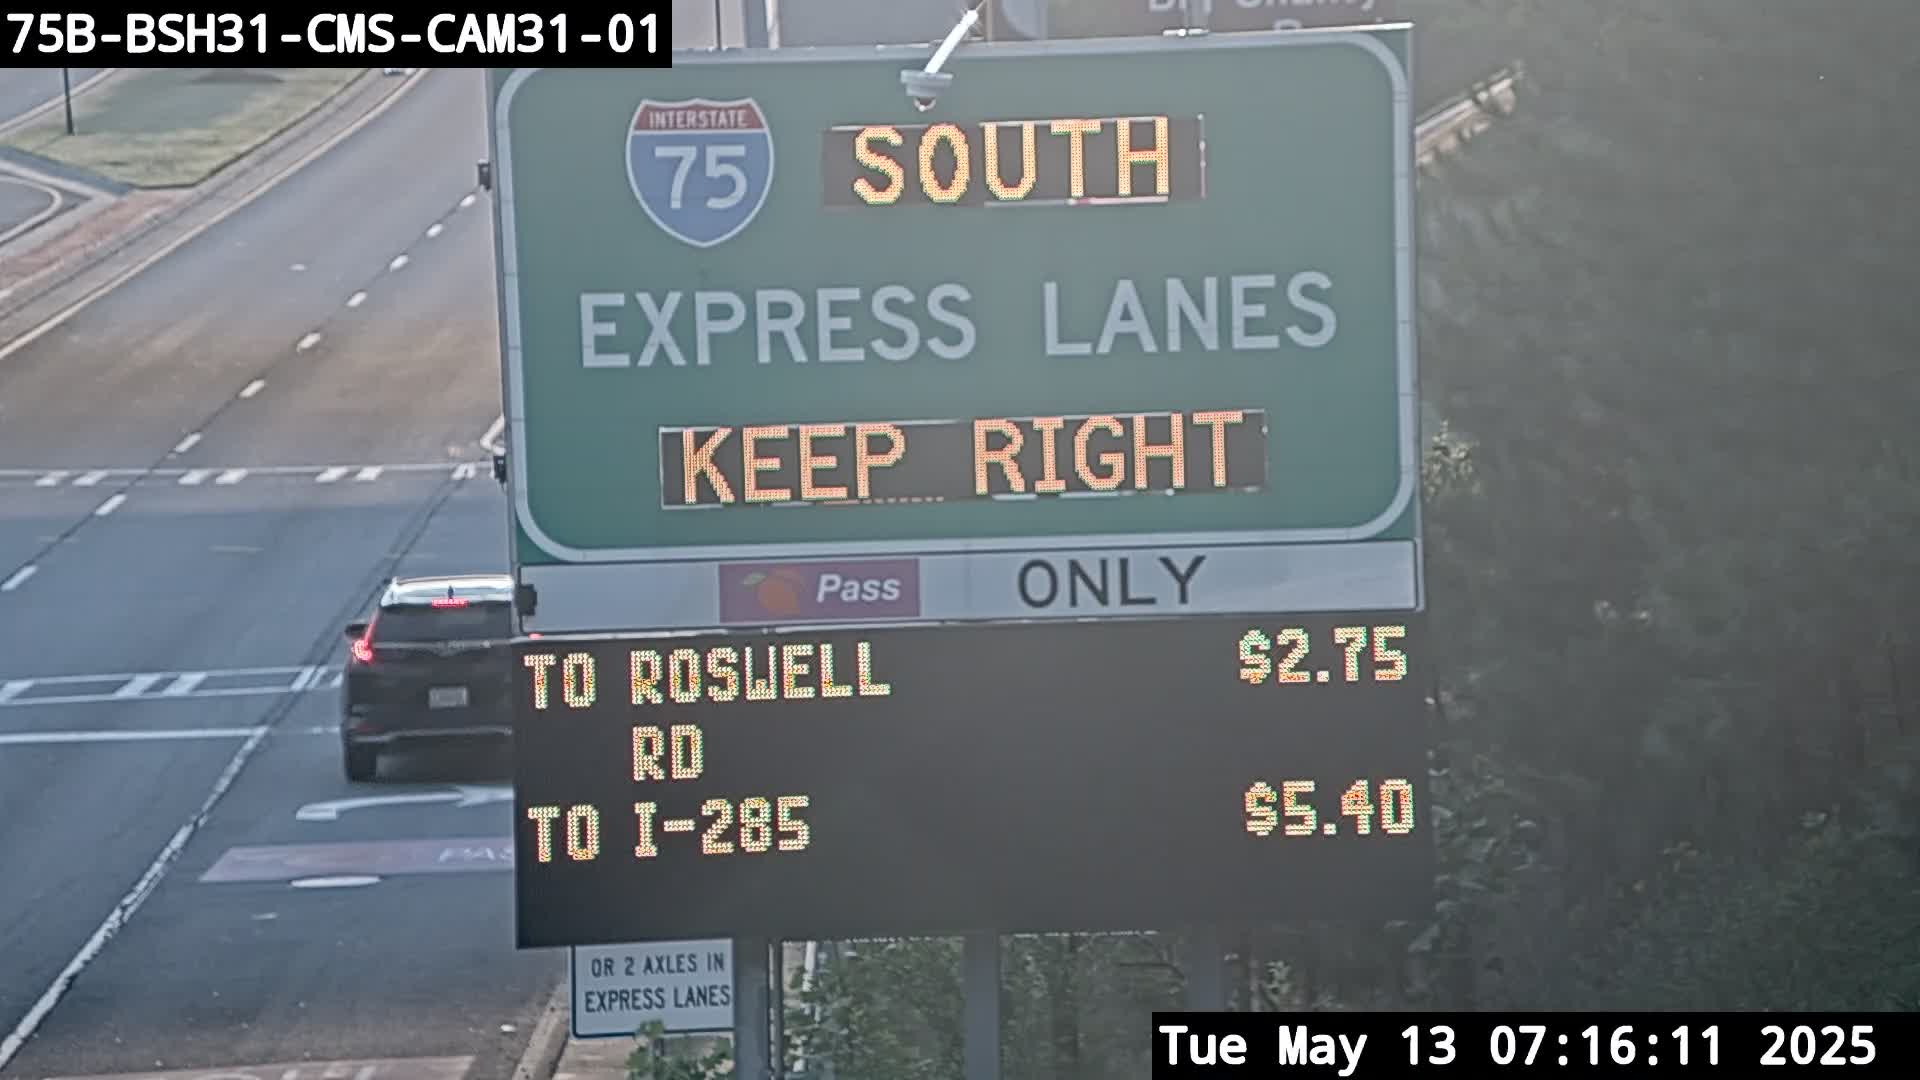 75B-BSH31-CMS-CAM31-01
INTERSTATE
75
SOUTH
EXPRESS LANES
KEEP RIGHT
Pass ONLY
TO ROSWELL $2.75
RD
TO I-285 $5.40
OR 2 AXLES IN
EXPRESS LANES
Tue May 13 07:16:11 2025